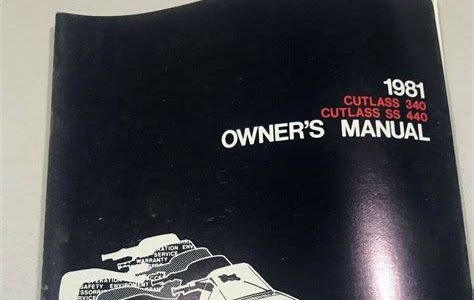 1981
CUTLASS 340
CUTLASS SS 440
OWNER'S MANUAL
SERVICE
WARRANTY
SAFETY